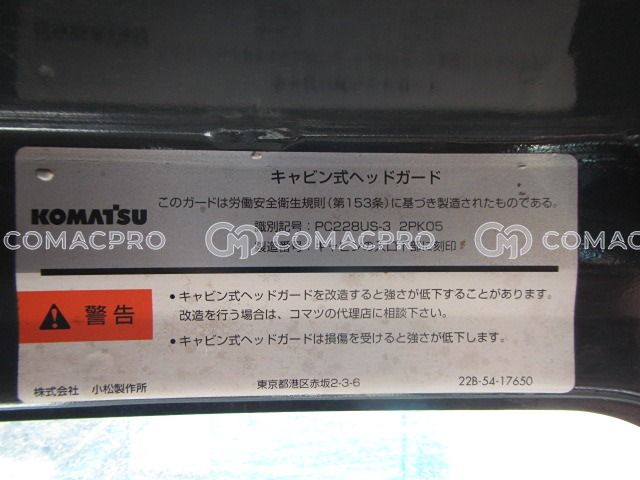 キャビン式ヘッドガード
このガードは労働安全衛生規則(第153条)に基づき製造されたものである。
KOMATSU
識別記号: PC228US-3 2PK05
COMACPRO COMACPRO COMACPRO
刻印
警告
•キャビン式ヘッドガードを改造すると強さが低下することがあります。
改造を行う場合は、コマツの代理店に相談下さい。
•キャビン式ヘッドガードは損傷を受けると強さが低下します。
株式会社 小松製作所 東京都港区赤坂2-3-6 22B-54-17650